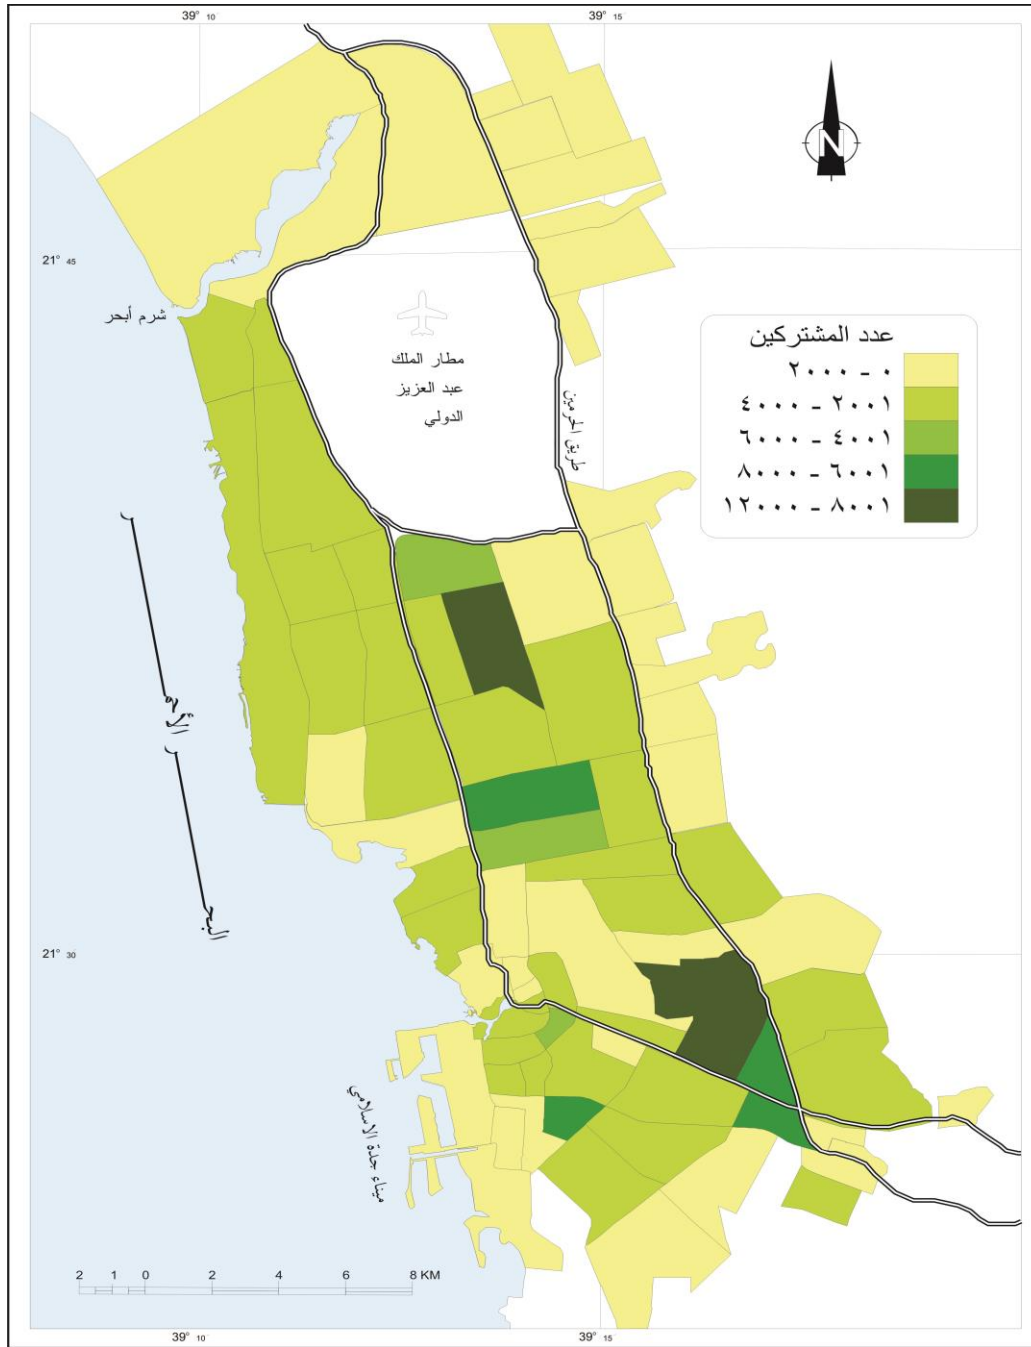 39° 10
39° 15
N
21° 45
شرم أبحر
مطار الملك
عبد العزيز
الدولي
طريق الحرمين
عدد المشتركين
٠ - ٢٠٠٠
٢٠٠١ - ٤٠٠٠
٤٠٠١ - ٦٠٠٠
٦٠٠١ - ٨٠٠٠
٨٠٠١ - ١٢٠٠٠
البحر الأحمر
21° 30
ميناء جدة الاسلامي
2 1 0 2 4 6 8 KM
39° 10
39° 15